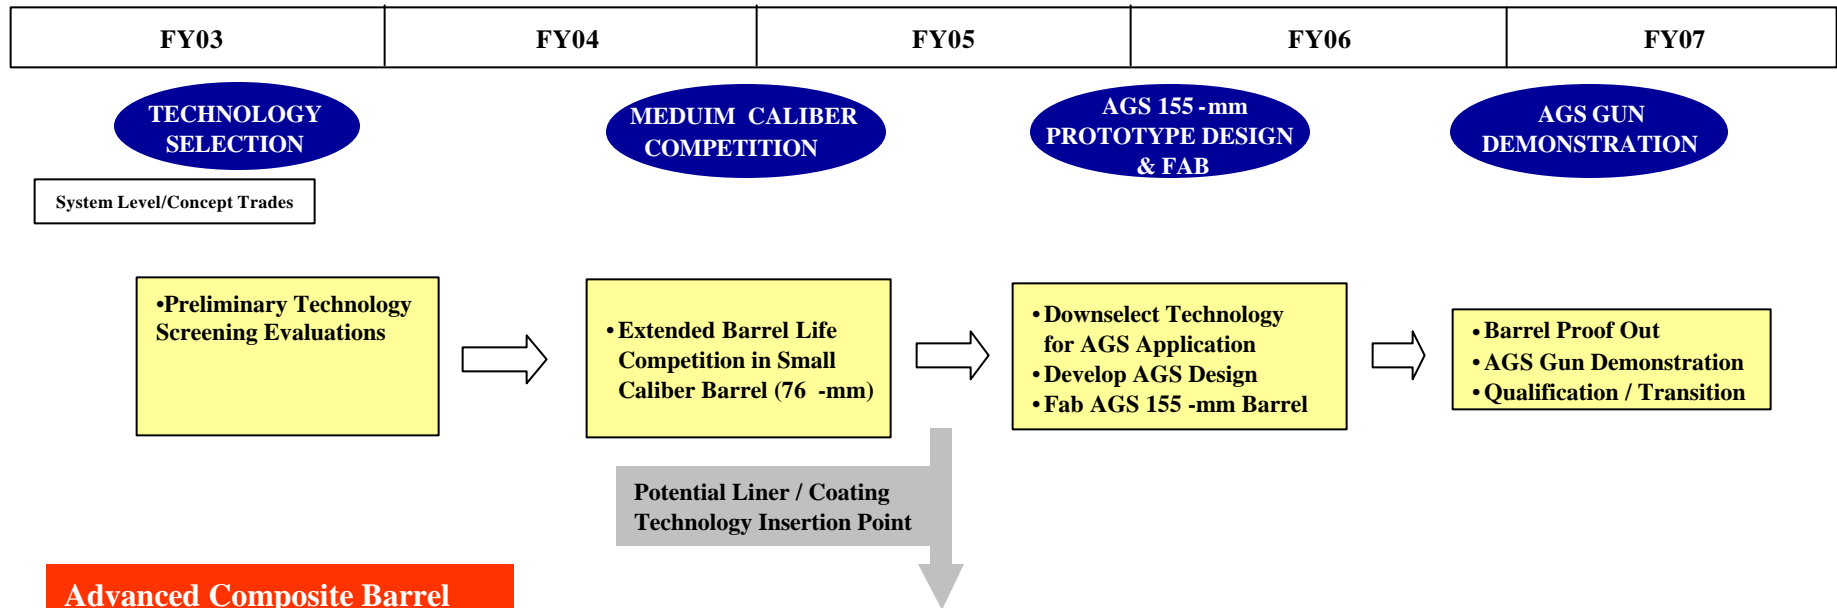 FY03
FY04
FY05
FY06
FY07
TECHNOLOGY
SELECTION
MEDUIM CALIBER
COMPETITION
AGS 155 -mm
PROTOTYPE DESIGN
& FAB
AGS GUN
DEMONSTRATION
System Level/Concept Trades
•Preliminary Technology
Screening Evaluations
• Extended Barrel Life
Competition in Small
Caliber Barrel (76 -mm)
• Downselect Technology
for AGS Application
• Develop AGS Design
• Fab AGS 155 -mm Barrel
• Barrel Proof Out
• AGS Gun Demonstration
• Qualification / Transition
Potential Liner / Coating
Technology Insertion Point
Advanced Composite Barrel